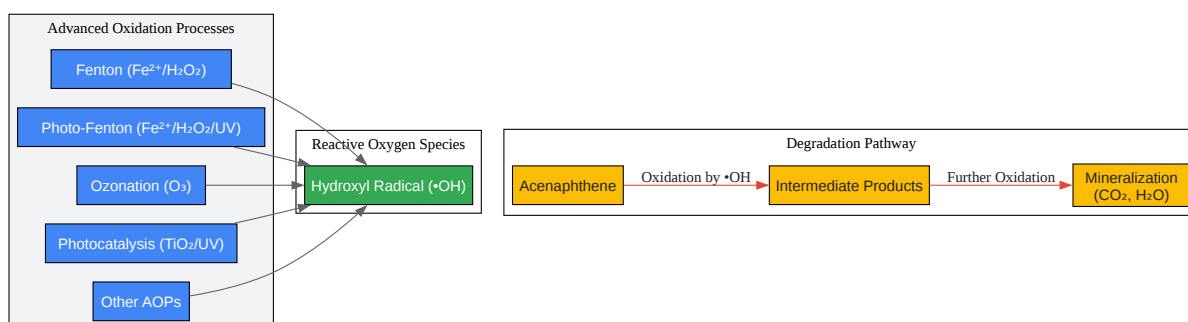 Advanced Oxidation Processes
Fenton (Fe²⁺/H₂O₂)
Photo-Fenton (Fe²⁺/H₂O₂/UV)
Ozonation (O₃)
Photocatalysis (TiO₂/UV)
Other AOPs
Reactive Oxygen Species
Hydroxyl Radical (•OH)
Degradation Pathway
Acenaphthene
Oxidation by •OH
Intermediate Products
Further Oxidation
Mineralization
(CO₂, H₂O)